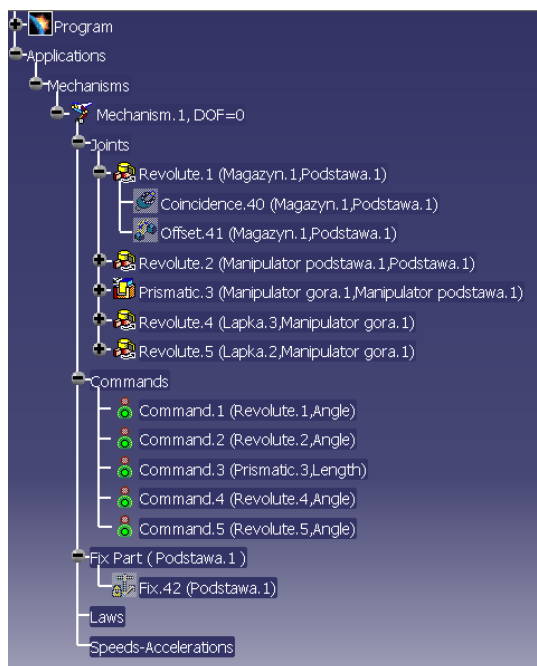 Program
Applications
Mechanisms
Mechanism.1, DOF=0
Joints
Revolute.1 (Magazyn.1,Podstawa.1)
Coincidence.40 (Magazyn.1,Podstawa.1)
Offset.41 (Magazyn.1,Podstawa.1)
Revolute.2 (Manipulator podstawa.1,Podstawa.1)
Prismatic.3 (Manipulator gora.1,Manipulator podstawa.1)
Revolute.4 (Lapka.3,Manipulator gora.1)
Revolute.5 (Lapka.2,Manipulator gora.1)
Commands
Command.1 (Revolute.1,Angle)
Command.2 (Revolute.2,Angle)
Command.3 (Prismatic.3,Length)
Command.4 (Revolute.4,Angle)
Command.5 (Revolute.5,Angle)
Fix Part ( Podstawa.1 )
Fix.42 (Podstawa.1)
Laws
Speeds-Accelerations